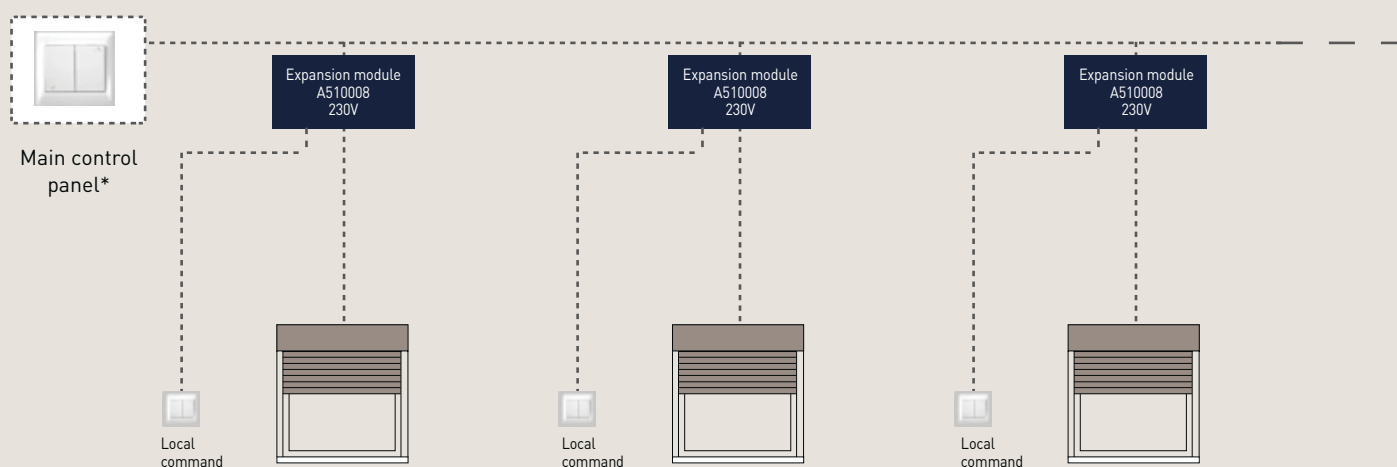 Expansion module
A510008
230V
Expansion module
A510008
230V
Expansion module
A510008
230V
Main control
panel*
Local
command
Local
command
Local
command